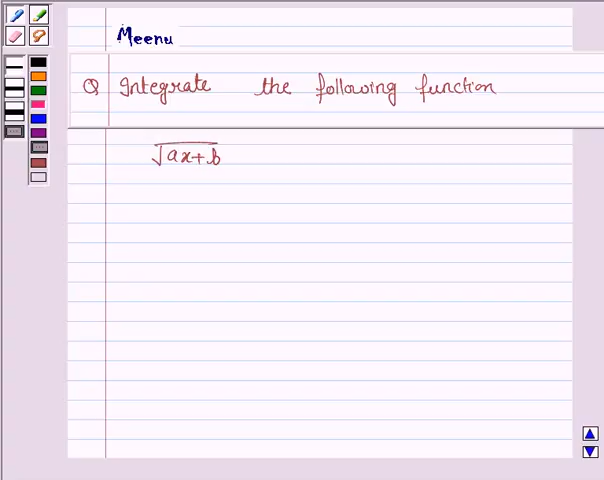 Meenu
Q Integrate the following function
√ax+b